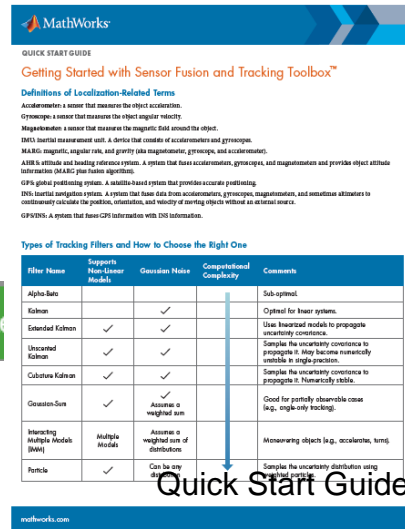 MathWorks®
QUICK START GUIDE
Getting Started with Sensor Fusion and Tracking Toolbox™
Definitions of Localization-Related Terms
Accelerometer: a sensor that measures the object acceleration.
Gyroscope: a sensor that measures the object angular velocity.
Magnetometer: a sensor that measures the magnetic field around the object.
IMU: inertial measurement unit. A device that consists of accelerometers and gyroscopes.
MARG: magnetic, angular rate, and gravity (aka magnetometer, gyroscope, and accelerometer).
AHRS: attitude and heading reference system. A system that fuses accelerometers, gyroscopes, and magnetometers and provides object attitude
information (MARG plus fusion algorithm).
GPS: global positioning system. A satellite-based system that provides accurate positioning.
INS: inertial navigation system. A system that fuses data from accelerometers, gyroscopes, magnetometers, and sometimes altimeters to
continuously calculate the position, orientation, and velocity of moving objects without an external source.
GPS/INS: A system that fuses GPS information with INS information.
Types of Tracking Filters and How to Choose the Right One
Filter Name Supports Non-Linear Models Gaussian Noise Computational Complexity Comments
Alpha-Beta Sub-optimal.
Kalman ✓ Optimal for linear systems.
Extended Kalman ✓ ✓ Uses linearized models to propagate
uncertainty covariance.
Unscented Kalman ✓ ✓ Samples the uncertainty covariance to
propagate it. May become numerically
unstable in single-precision.
Cubature Kalman ✓ ✓ Samples the uncertainty covariance to
propagate it. Numerically stable.
Gaussian-Sum ✓ ✓ Assumes a weighted sum Good for partially observable cases
(e.g., angle-only tracking).
Interacting Multiple Models (IMM) Multiple Models Assumes a weighted sum of distributions Maneuvering objects (e.g., accelerates, turns).
Particle ✓ Can be any distribution Samples the uncertainty distribution using
weighted particles.
Quick Start Guide
mathworks.com